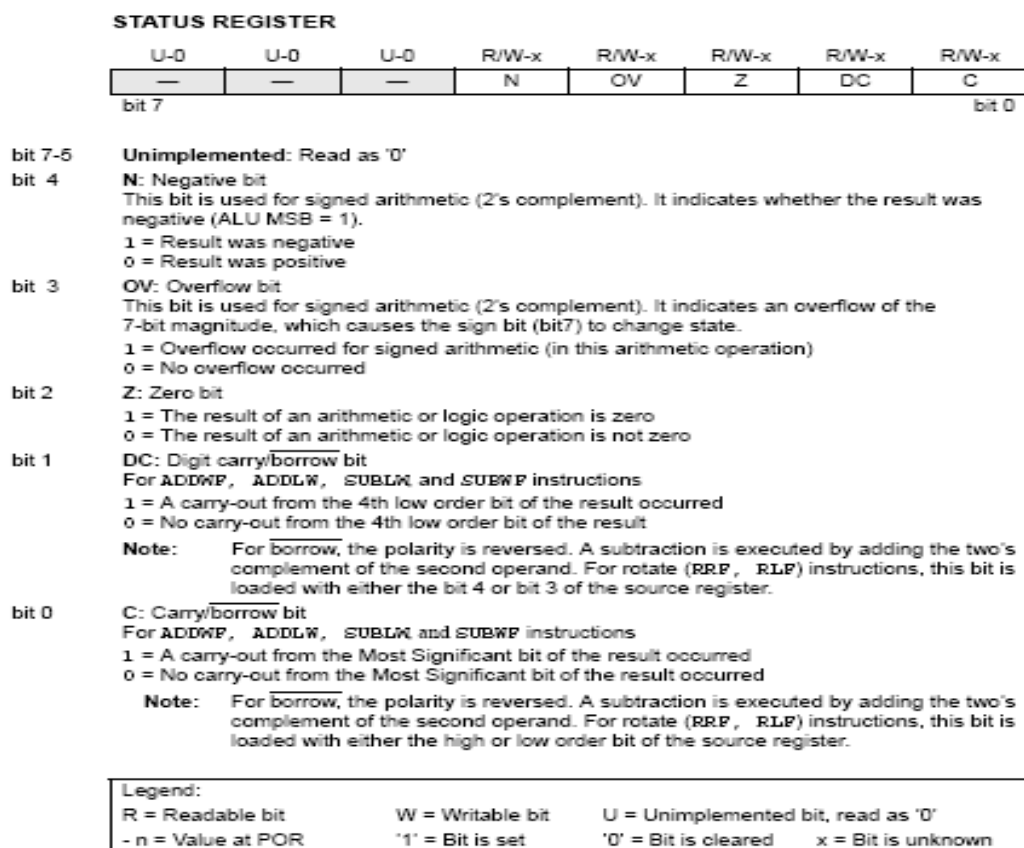 STATUS REGISTER
U-0 U-0 U-0 R/W-x R/W-x R/W-x R/W-x R/W-x
— — — N OV Z DC C
bit 7 bit 0
bit 7-5 Unimplemented: Read as '0'
bit 4 N: Negative bit
This bit is used for signed arithmetic (2's complement). It indicates whether the result was
negative (ALU MSB = 1).
1 = Result was negative
0 = Result was positive
bit 3 OV: Overflow bit
This bit is used for signed arithmetic (2's complement). It indicates an overflow of the
7-bit magnitude, which causes the sign bit (bit7) to change state.
1 = Overflow occurred for signed arithmetic (in this arithmetic operation)
0 = No overflow occurred
bit 2 Z: Zero bit
1 = The result of an arithmetic or logic operation is zero
0 = The result of an arithmetic or logic operation is not zero
bit 1 DC: Digit carry/borrow bit
For ADDWF, ADDLW, SUBLW and SUBWF instructions
1 = A carry-out from the 4th low order bit of the result occurred
0 = No carry-out from the 4th low order bit of the result
Note: For borrow, the polarity is reversed. A subtraction is executed by adding the two's
complement of the second operand. For rotate (RRF, RLF) instructions, this bit is
loaded with either the bit 4 or bit 3 of the source register.
bit 0 C: Carry/borrow bit
For ADDWF, ADDLW, SUBLW and SUBWF instructions
1 = A carry-out from the Most Significant bit of the result occurred
0 = No carry-out from the Most Significant bit of the result occurred
Note: For borrow, the polarity is reversed. A subtraction is executed by adding the two's
complement of the second operand. For rotate (RRF, RLF) instructions, this bit is
loaded with either the high or low order bit of the source register.
Legend:
R = Readable bit W = Writable bit U = Unimplemented bit, read as '0'
- n = Value at POR '1' = Bit is set '0' = Bit is cleared x = Bit is unknown